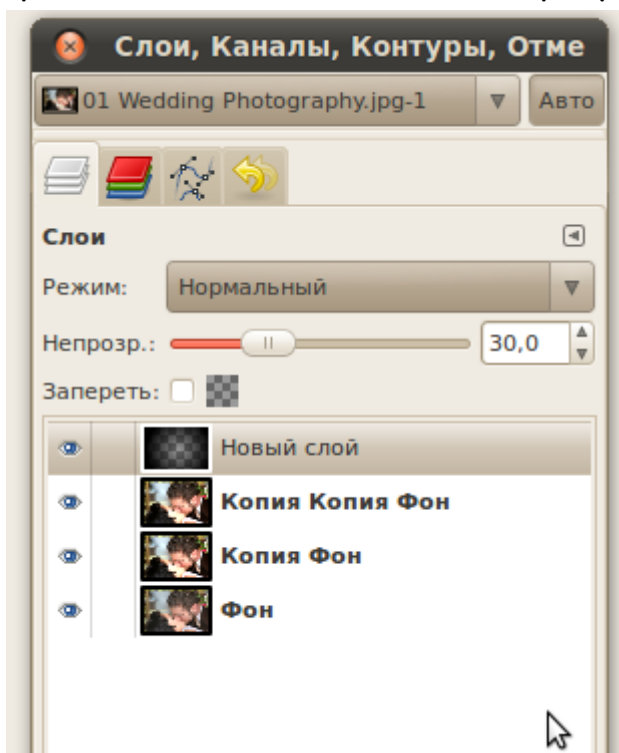 Слои, Каналы, Контуры, Отме
01 Wedding Photography.jpg-1
Авто
Слои
Режим: Нормальный
Непрозр.: 30,0
Запереть:
Новый слой
Копия Копия Фон
Копия Фон
Фон